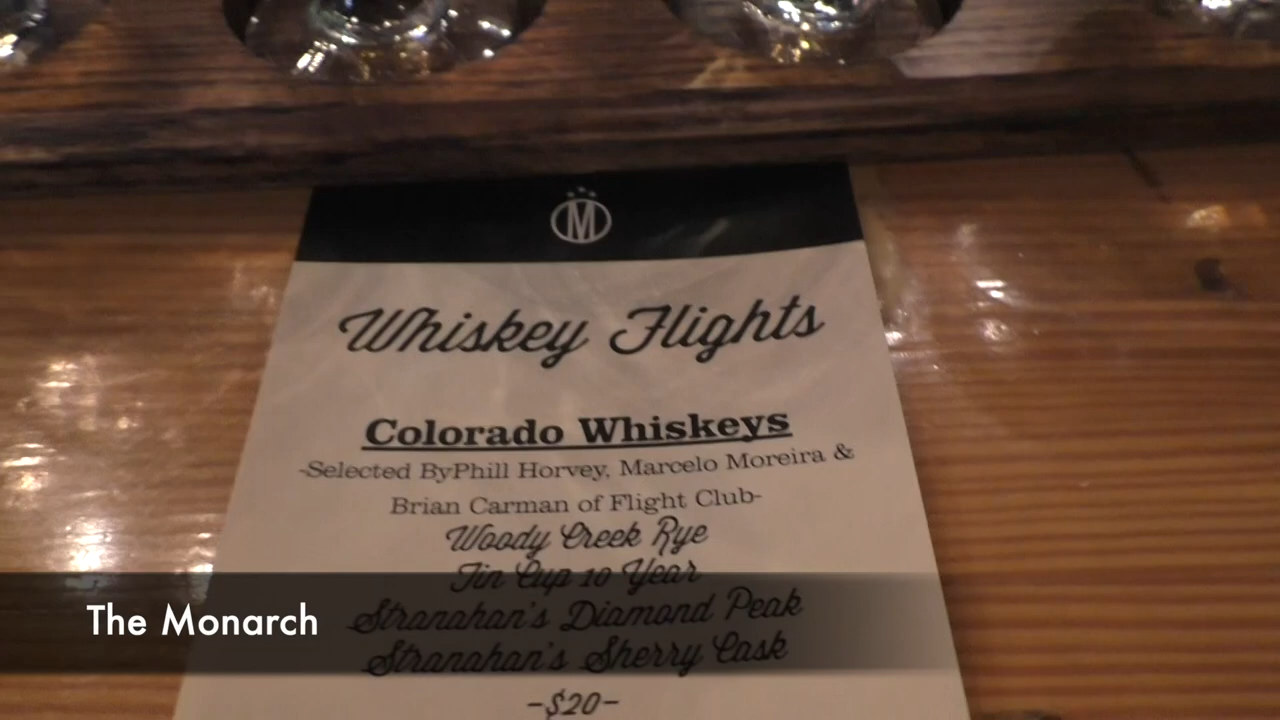 M
Whiskey Flights
Colorado Whiskeys
-Selected ByPhill Horvey, Marcelo Moreira &
Brian Carman of Flight Club-
Woody Creek Rye
Tin Cup 10 Year
Stranahan's Diamond Peak
Stranahan's Sherry Cask
-$20-
The Monarch